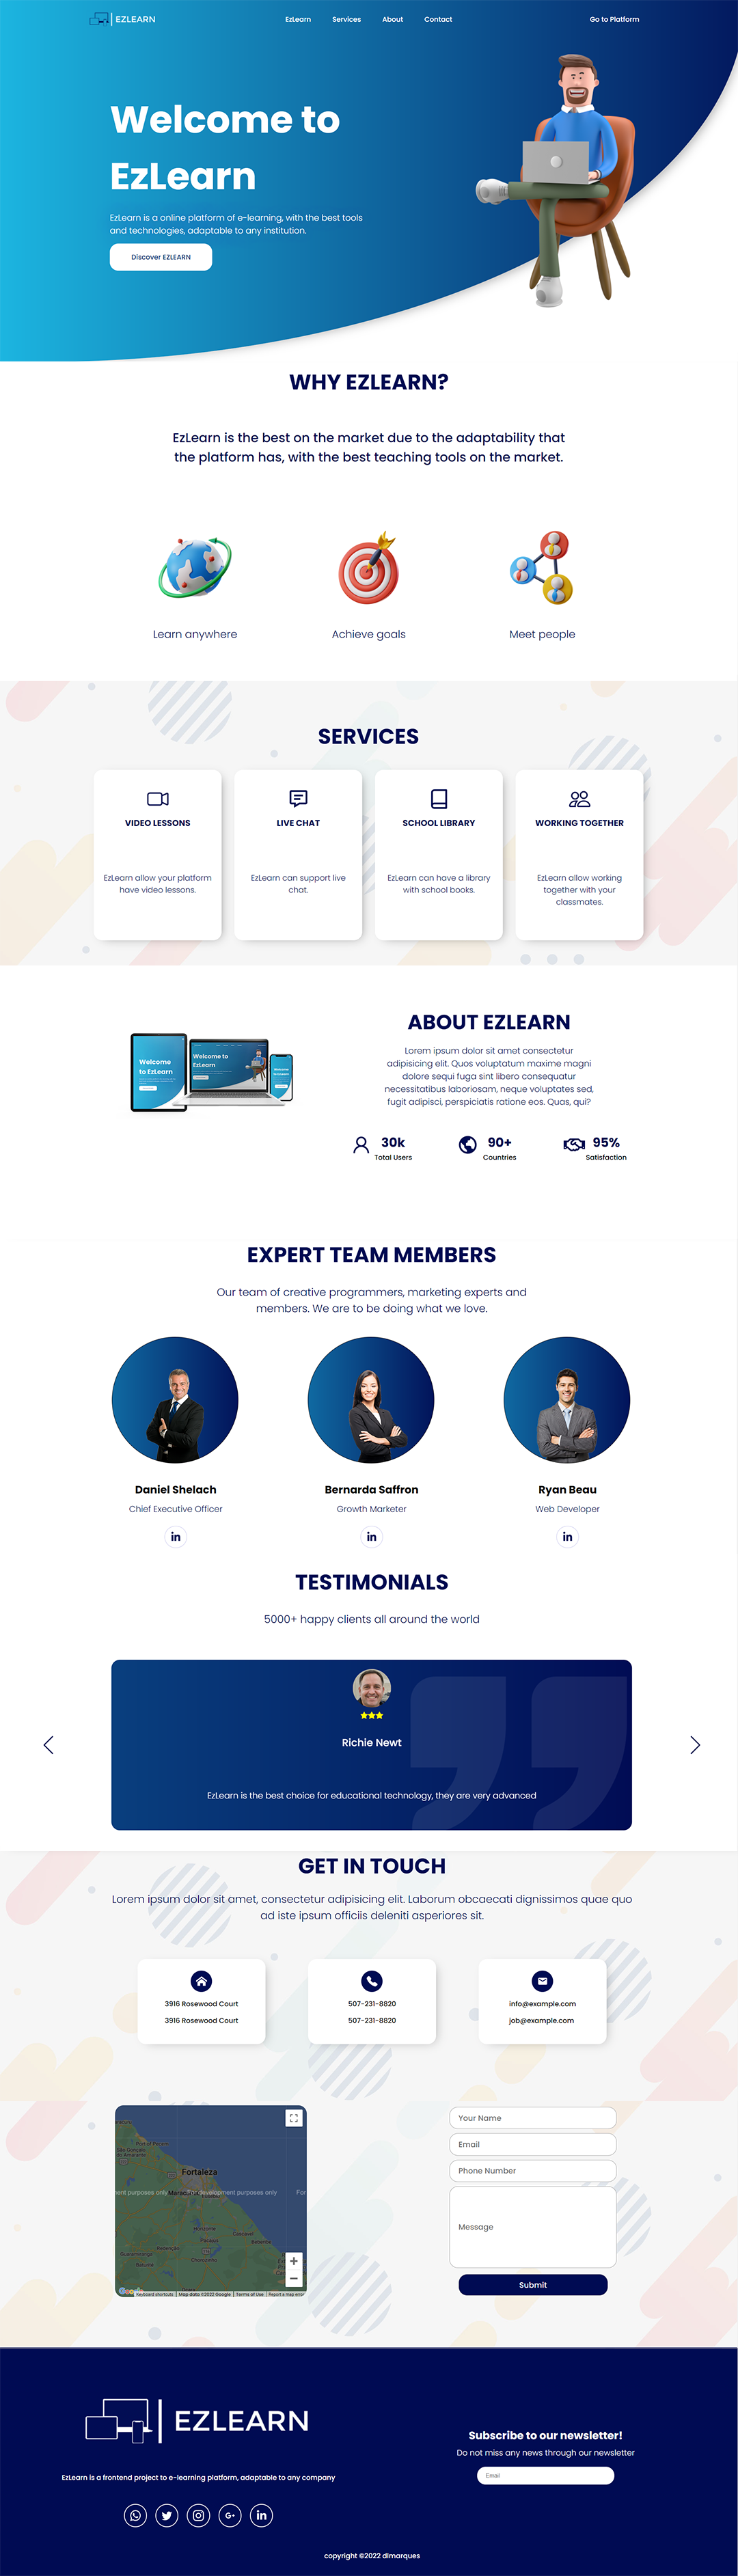 EZLEARN
EzLearn
Services
About
Contact
Go to Platform
Welcome to
EzLearn
EzLearn is a online platform of e-learning, with the best tools
and technologies, adaptable to any institution.
Discover EZLEARN
WHY EZLEARN?
EzLearn is the best on the market due to the adaptability that
the platform has, with the best teaching tools on the market.
Learn anywhere
Achieve goals
Meet people
SERVICES
VIDEO LESSONS
EzLearn allow your platform
have video lessons.
LIVE CHAT
EzLearn can support live
chat.
SCHOOL LIBRARY
EzLearn can have a library
with school books.
WORKING TOGETHER
EzLearn allow working
together with your
classmates.
Welcome
to EzLearn
Welcome to
EzLearn
ABOUT EZLEARN
Lorem ipsum dolor sit amet consectetur
adipisicing elit. Quos voluptatum maxime magni
dolore sequi fuga sint libero consequatur
necessitatibus laboriosam, neque voluptates sed,
fugit adipisci, perspiciatis ratione eos. Quas, qui?
30k
Total Users
90+
Countries
95%
Satisfaction
EXPERT TEAM MEMBERS
Our team of creative programmers, marketing experts and
members. We are to be doing what we love.
Daniel Shelach
Chief Executive Officer
in
Bernarda Saffron
Growth Marketer
in
Ryan Beau
Web Developer
in
TESTIMONIALS
5000+ happy clients all around the world
Richie Newt
EzLearn is the best choice for educational technology, they are very advanced
GET IN TOUCH
Lorem ipsum dolor sit amet, consectetur adipisicing elit. Laborum obcaecati dignissimos quae quo
ad iste ipsum officiis deleniti asperiores sit.
3916 Rosewood Court
3916 Rosewood Court
507-231-8820
507-231-8820
info@example.com
job@example.com
Fortaleza
ment purposes only
For development purposes only
For
Cascavel
Beberibe
Keyboard shortcuts
Map data ©2022 Google
Terms of Use
Report a map error
Your Name
Email
Phone Number
Message
Submit
EZLEARN
EzLearn is a frontend project to e-learning platform, adaptable to any company
G+
in
Subscribe to our newsletter!
Do not miss any news through our newsletter
Email
copyright ©2022 dlmarques